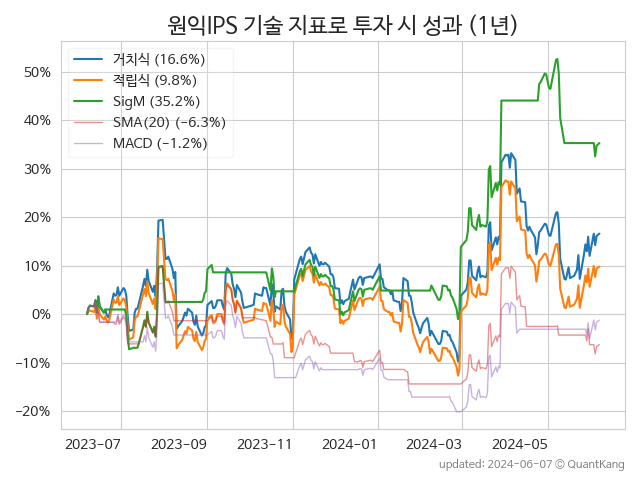 원익IPS 기술 지표로 투자 시 성과 (1년)
거치식 (16.6%)
적립식 (9.8%)
SigM (35.2%)
SMA(20) (−6.3%)
MACD (−1.2%)
50%
40%
30%
20%
10%
0%
−10%
−20%
2023−07 2023−09 2023−11 2024−01 2024−03 2024−05
updated: 2024-06-07 © QuantKang